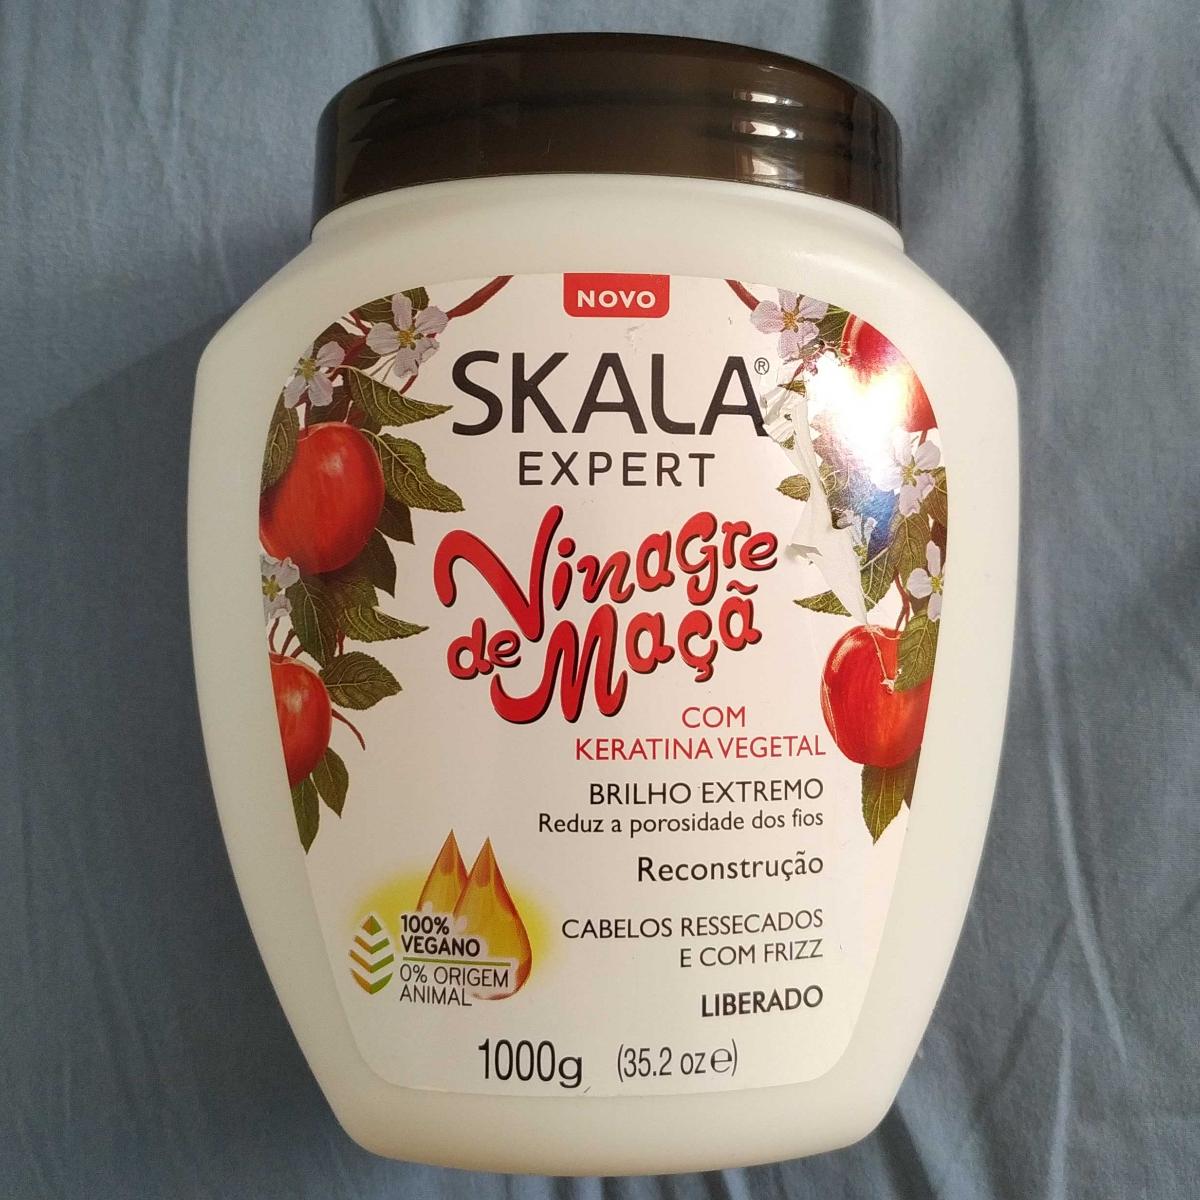 NOVO
SKALA®
EXPERT
Vinagre
de Maçã
COM
KERATINA VEGETAL
BRILHO EXTREMO
Reduz a porosidade dos fios
Reconstrução
CABELOS RESSECADOS
E COM FRIZZ
LIBERADO
100%
VEGANO
0% ORIGEM
ANIMAL
1000g (35.2 oz ℮)